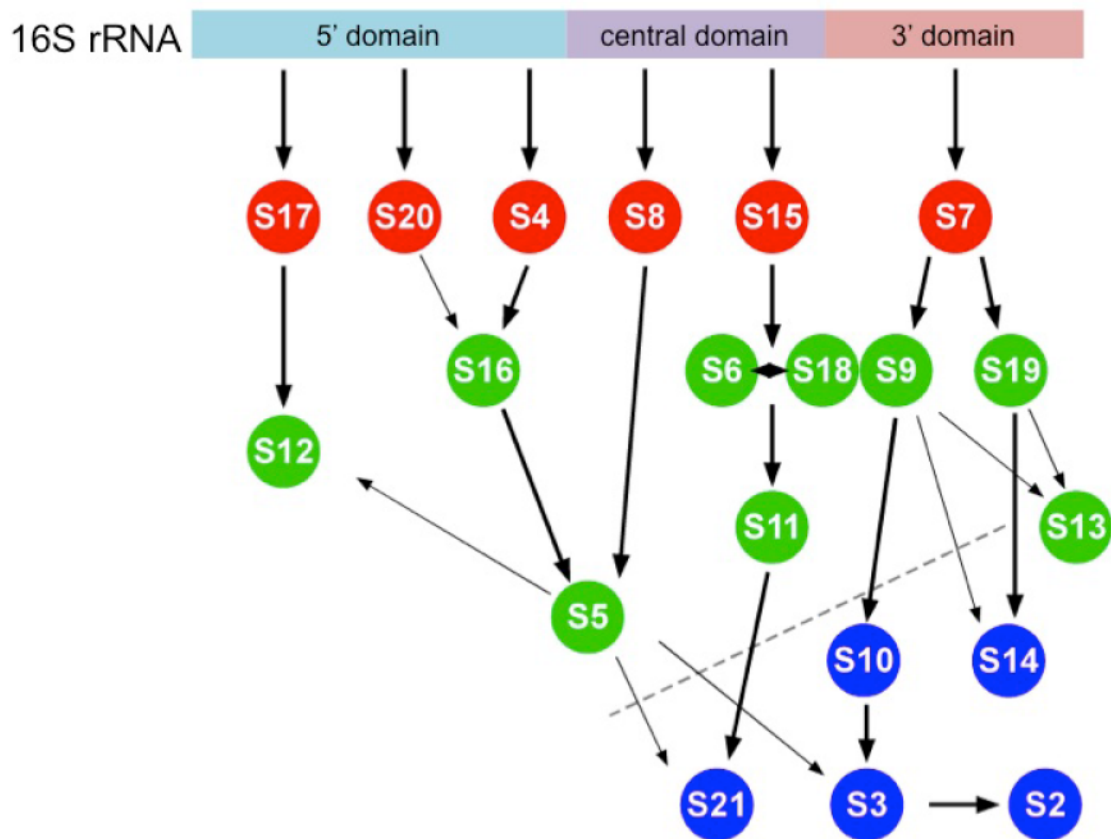 16S rRNA 5’ domain central domain 3’ domain
S17 S20 S4 S8 S15 S7
S16 S6 S18 S9 S19
S12
S11 S13
S5
S10 S14
S21 S3 S2